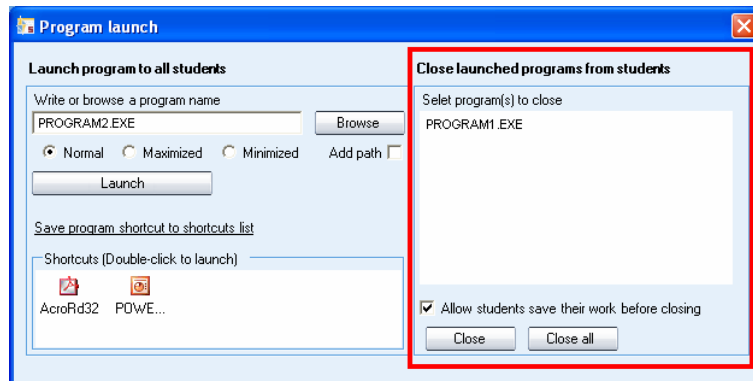 Program launch
Launch program to all students
Write or browse a program name
PROGRAM2.EXE
Browse
Normal
Maximized
Minimized
Add path
Launch
Save program shortcut to shortcuts list
Shortcuts (Double-click to launch)
AcroRd32
POWE...
Close launched programs from students
Selet program(s) to close
PROGRAM1.EXE
Allow students save their work before closing
Close
Close all